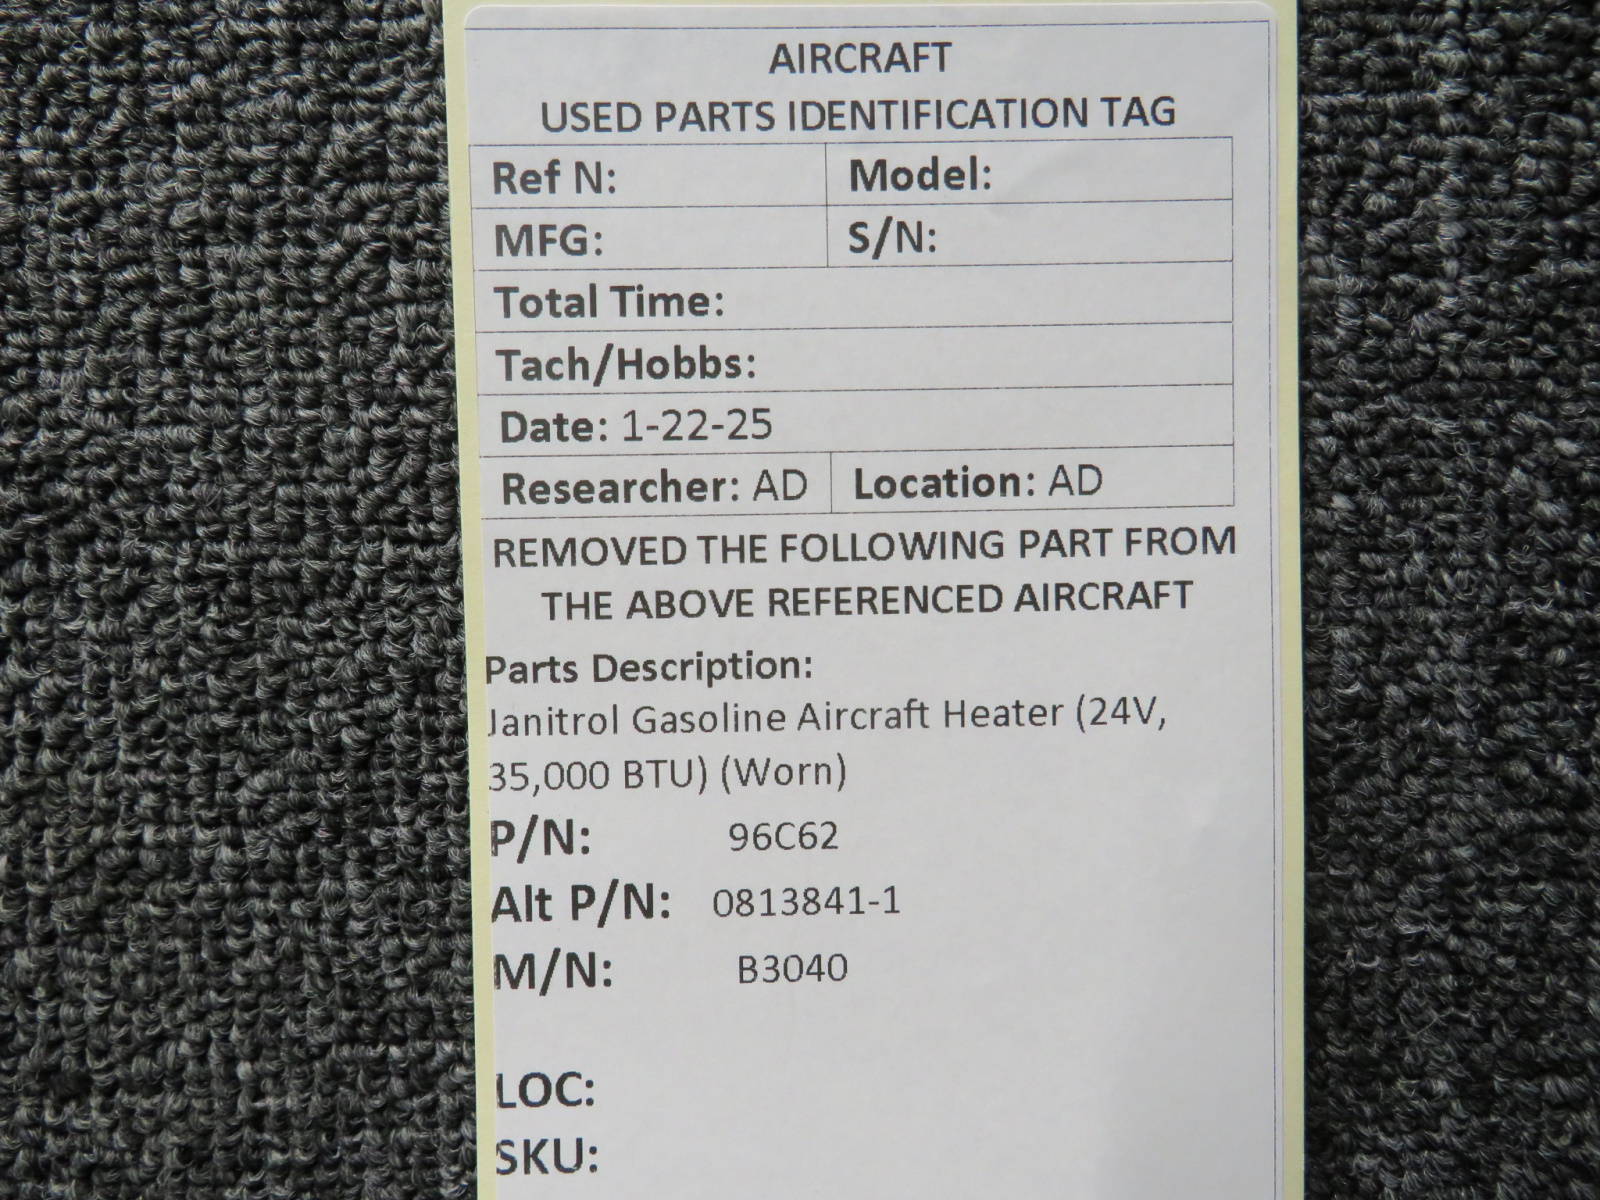 AIRCRAFT
USED PARTS IDENTIFICATION TAG
Ref N: Model:
MFG: S/N:
Total Time:
Tach/Hobbs:
Date: 1-22-25
Researcher: AD Location: AD
REMOVED THE FOLLOWING PART FROM
THE ABOVE REFERENCED AIRCRAFT
Parts Description:
Janitrol Gasoline Aircraft Heater (24V,
35,000 BTU) (Worn)
P/N: 96C62
Alt P/N: 0813841-1
M/N: B3040
LOC:
SKU: